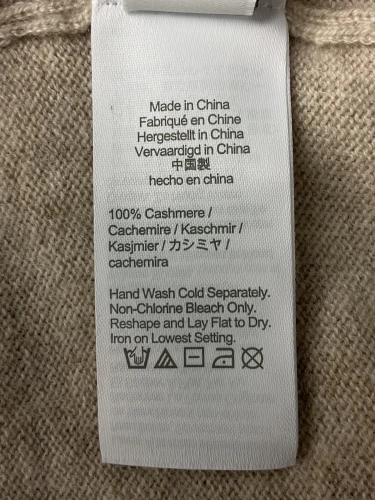 Made in China
Fabriqué en Chine
Hergestellt in China
Vervaardigd in China
中国製
hecho en china
100% Cashmere /
Cachemire / Kaschmir /
Kasjmier / カシミヤ /
cachemira
Hand Wash Cold Separately.
Non-Chlorine Bleach Only.
Reshape and Lay Flat to Dry.
Iron on Lowest Setting.